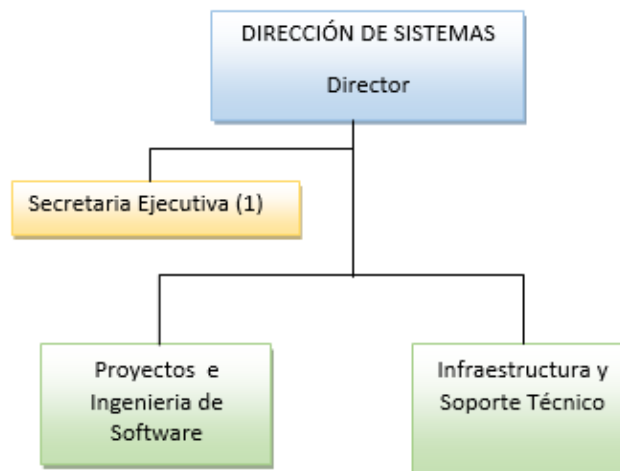 DIRECCIÓN DE SISTEMAS
Director
Secretaria Ejecutiva (1)
Proyectos e
Ingenieria de
Software
Infraestructura y
Soporte Técnico